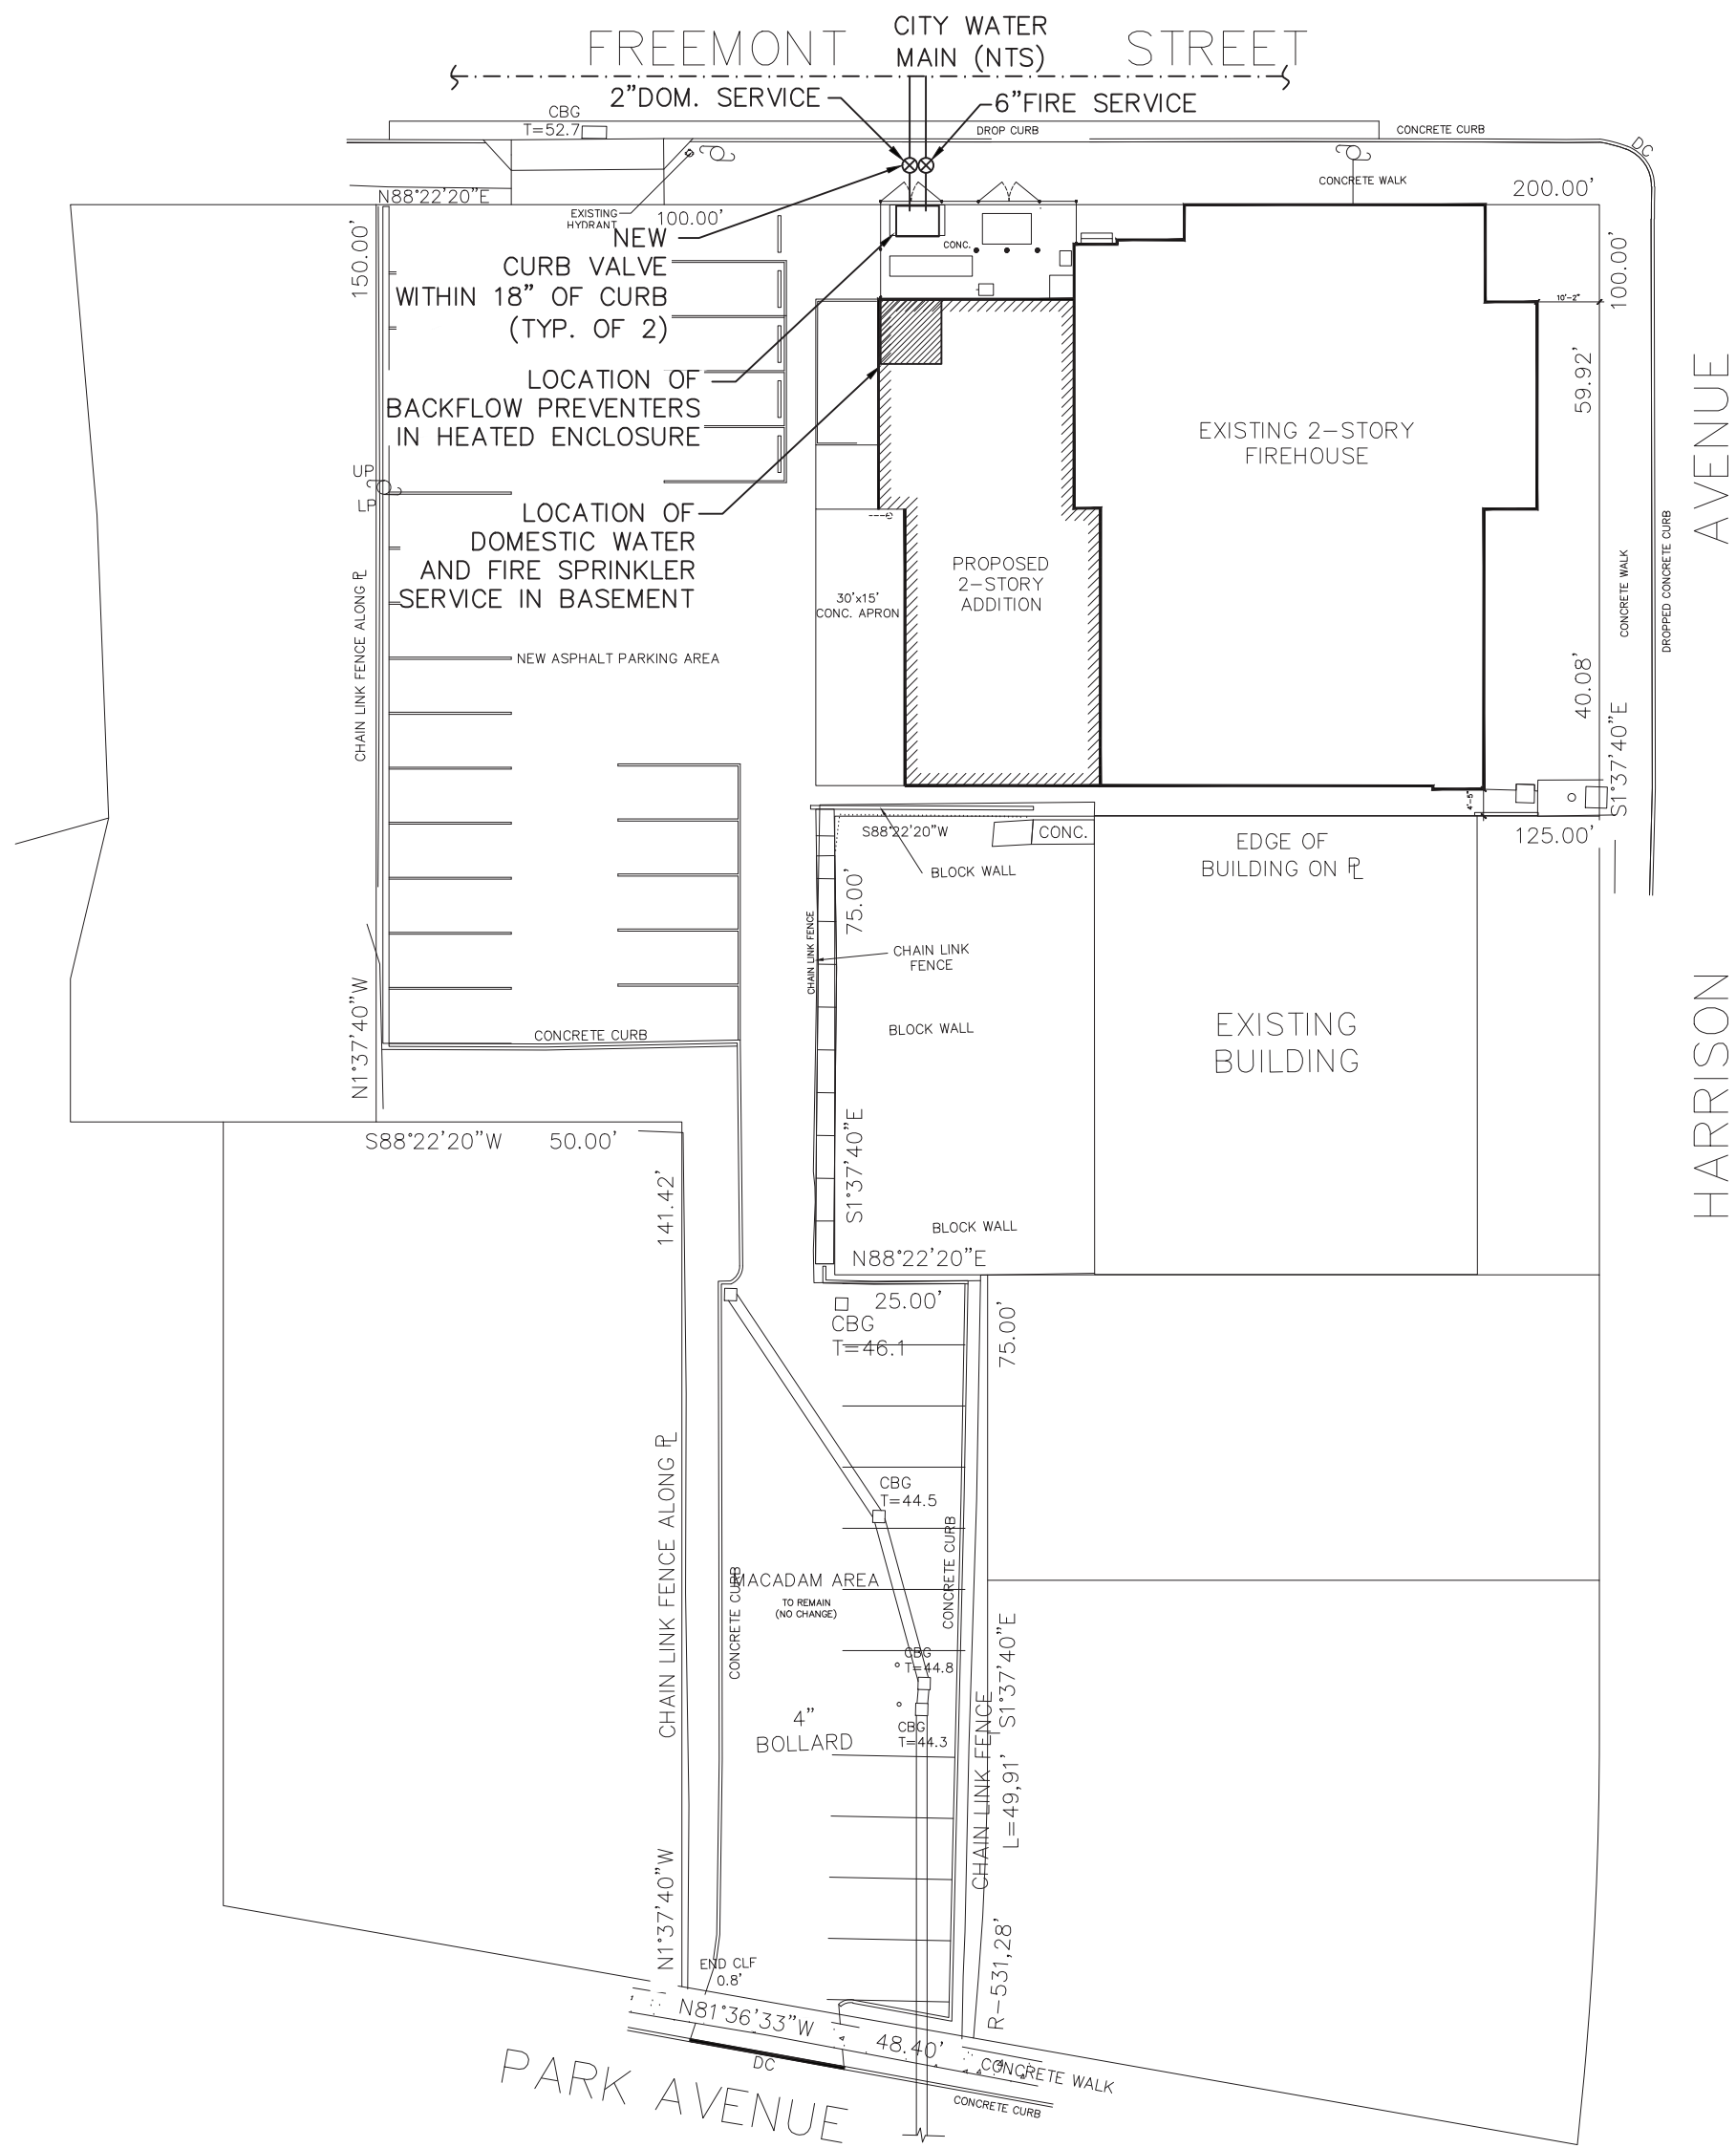 FREEMONT STREET
CITY WATER
MAIN (NTS)
2"DOM. SERVICE
6"FIRE SERVICE
CBG
T=52.7
DROP CURB
CONCRETE CURB
DC
CONCRETE WALK
200.00'
N88°22'20"E
EXISTING
HYDRANT
100.00'
150.00'
NEW
CURB VALVE
WITHIN 18" OF CURB
(TYP. OF 2)
CONC.
10'-2"
100.00'
59.92'
LOCATION OF
BACKFLOW PREVENTERS
IN HEATED ENCLOSURE
EXISTING 2-STORY
FIREHOUSE
AVENUE
UP
LP
LOCATION OF
DOMESTIC WATER
AND FIRE SPRINKLER
SERVICE IN BASEMENT
PROPOSED
2-STORY
ADDITION
30'x15'
CONC. APRON
CONCRETE WALK
DROPPED CONCRETE CURB
CHAIN LINK FENCE ALONG PL
NEW ASPHALT PARKING AREA
40.08'
S1°37'40"E
4'-5"
125.00'
S88°22'20"W
CONC.
BLOCK WALL
EDGE OF
BUILDING ON PL
75.00'
CHAIN LINK FENCE
CHAIN LINK
FENCE
BLOCK WALL
EXISTING
BUILDING
HARRISON
N1°37'40"W
CONCRETE CURB
S88°22'20"W 50.00'
S1°37'40"E
141.42'
BLOCK WALL
N88°22'20"E
25.00'
CBG
T=46.1
75.00'
CHAIN LINK FENCE ALONG PL
CBG
T=44.5
CONCRETE CURB
CONCRETE CURB
MACADAM AREA
TO REMAIN
(NO CHANGE)
CBG
T=44.8
S1°37'40"E
4"
BOLLARD
CBG
T=44.3
CHAIN LINK FENCE
L=49,91'
N1°37'40"W
R-531,28'
END CLF
0.8'
N81°36'33"W
48.40'
DC
CONCRETE WALK
CONCRETE CURB
PARK AVENUE